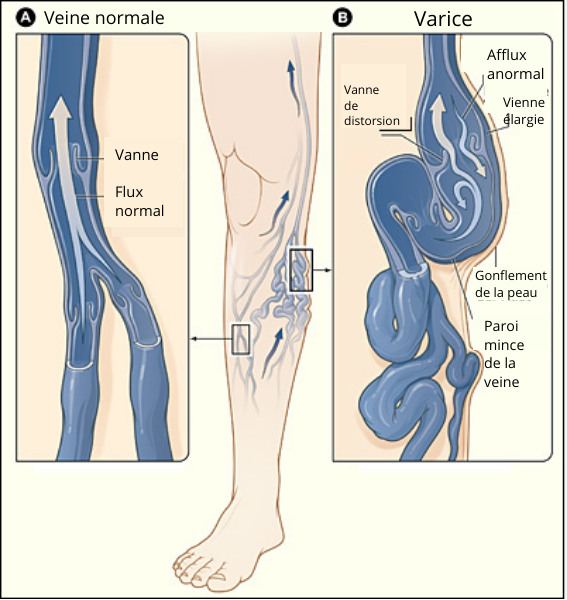 A Veine normale
Vanne
Flux
normal
B Varice
Afflux
anormal
Vanne
de
distorsion
Vienne
élargie
Gonflement
de la peau
Paroi
mince
de la
veine